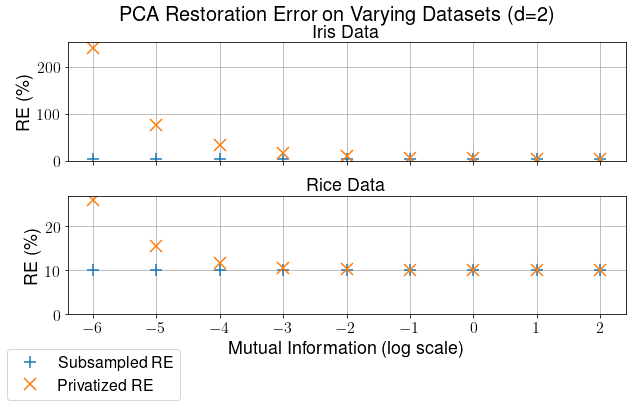 PCA Restoration Error on Varying Datasets (d=2)
Iris Data
RE (%)
200
100
0
Rice Data
RE (%)
20
10
0
−6 −5 −4 −3 −2 −1 0 1 2
Mutual Information (log scale)
Subsampled RE
Privatized RE